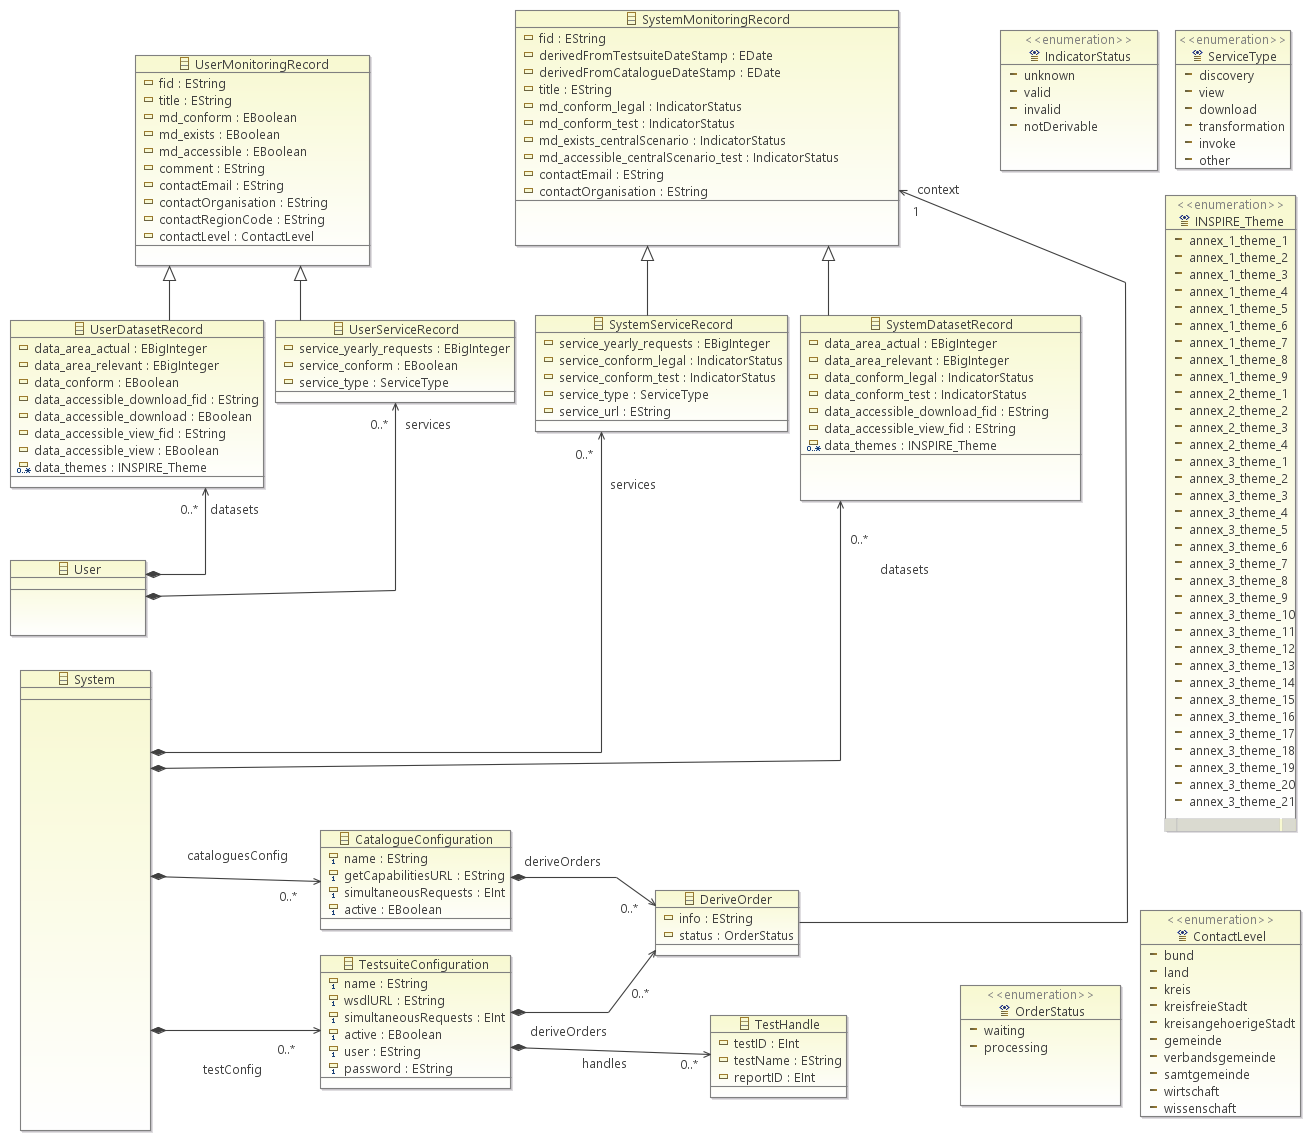 UserMonitoringRecord
fid : EString
title : EString
md_conform : EBoolean
md_exists : EBoolean
md_accessible : EBoolean
comment : EString
contactEmail : EString
contactOrganisation : EString
contactRegionCode : EString
contactLevel : ContactLevel
SystemMonitoringRecord
fid : EString
derivedFromTestsuiteDateStamp : EDate
derivedFromCatalogueDateStamp : EDate
title : EString
md_conform_legal : IndicatorStatus
md_conform_test : IndicatorStatus
md_exists_centralScenario : IndicatorStatus
md_accessible_centralScenario_test : IndicatorStatus
contactEmail : EString
contactOrganisation : EString
context
1
<<enumeration>>
IndicatorStatus
unknown
valid
invalid
notDerivable
<<enumeration>>
ServiceType
discovery
view
download
transformation
invoke
other
<<enumeration>>
INSPIRE_Theme
annex_1_theme_1
annex_1_theme_2
annex_1_theme_3
annex_1_theme_4
annex_1_theme_5
annex_1_theme_6
annex_1_theme_7
annex_1_theme_8
annex_1_theme_9
annex_2_theme_1
annex_2_theme_2
annex_2_theme_3
annex_2_theme_4
annex_3_theme_1
annex_3_theme_2
annex_3_theme_3
annex_3_theme_4
annex_3_theme_5
annex_3_theme_6
annex_3_theme_7
annex_3_theme_8
annex_3_theme_9
annex_3_theme_10
annex_3_theme_11
annex_3_theme_12
annex_3_theme_13
annex_3_theme_14
annex_3_theme_15
annex_3_theme_16
annex_3_theme_17
annex_3_theme_18
annex_3_theme_19
annex_3_theme_20
annex_3_theme_21
UserDatasetRecord
data_area_actual : EBigInteger
data_area_relevant : EBigInteger
data_conform : EBoolean
data_accessible_download_fid : EString
data_accessible_download : EBoolean
data_accessible_view_fid : EString
data_accessible_view : EBoolean
0..* data_themes : INSPIRE_Theme
UserServiceRecord
service_yearly_requests : EBigInteger
service_conform : EBoolean
service_type : ServiceType
SystemServiceRecord
service_yearly_requests : EBigInteger
service_conform_legal : IndicatorStatus
service_conform_test : IndicatorStatus
service_type : ServiceType
service_url : EString
SystemDatasetRecord
data_area_actual : EBigInteger
data_area_relevant : EBigInteger
data_conform_legal : IndicatorStatus
data_conform_test : IndicatorStatus
data_accessible_download_fid : EString
data_accessible_view_fid : EString
0..* data_themes : INSPIRE_Theme
0..* services
0..*
services
0..* datasets
0..*
datasets
User
System
cataloguesConfig
0..*
CatalogueConfiguration
name : EString
getCapabilitiesURL : EString
simultaneousRequests : EInt
active : EBoolean
deriveOrders
0..*
DeriveOrder
info : EString
status : OrderStatus
TestsuiteConfiguration
name : EString
wsdlURL : EString
simultaneousRequests : EInt
active : EBoolean
user : EString
password : EString
0..*
testConfig
0..*
deriveOrders
handles
0..*
TestHandle
testID : EInt
testName : EString
reportID : EInt
<<enumeration>>
OrderStatus
waiting
processing
<<enumeration>>
ContactLevel
bund
land
kreis
kreisfreieStadt
kreisangehoerigeStadt
gemeinde
verbandsgemeinde
samtgemeinde
wirtschaft
wissenschaft